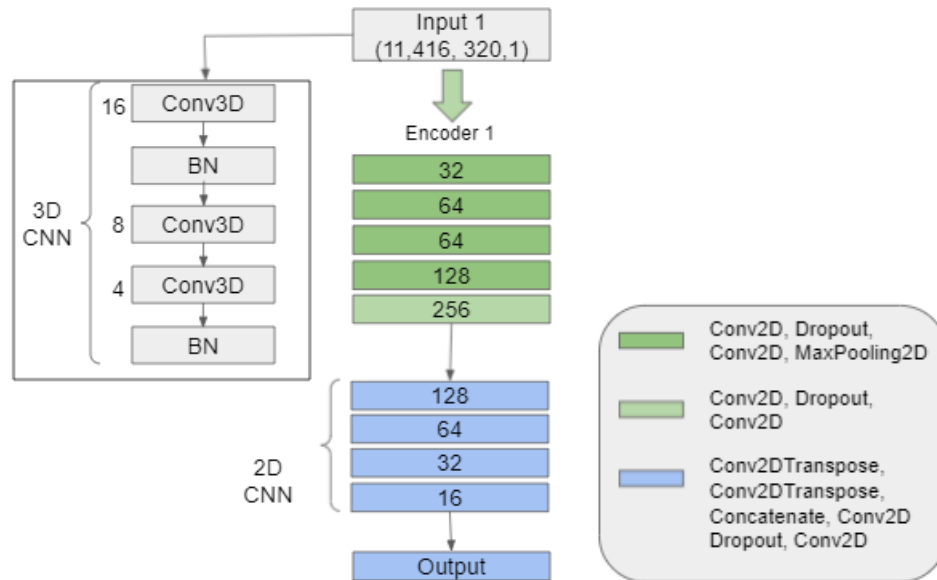 Input 1
(11,416, 320,1)
16
Conv3D
BN
8
Conv3D
4
Conv3D
BN
3D
CNN
Encoder 1
32
64
64
128
256
128
64
32
16
2D
CNN
Output
Conv2D, Dropout,
Conv2D, MaxPooling2D
Conv2D, Dropout,
Conv2D
Conv2DTranspose,
Conv2DTranspose,
Concatenate, Conv2D
Dropout, Conv2D